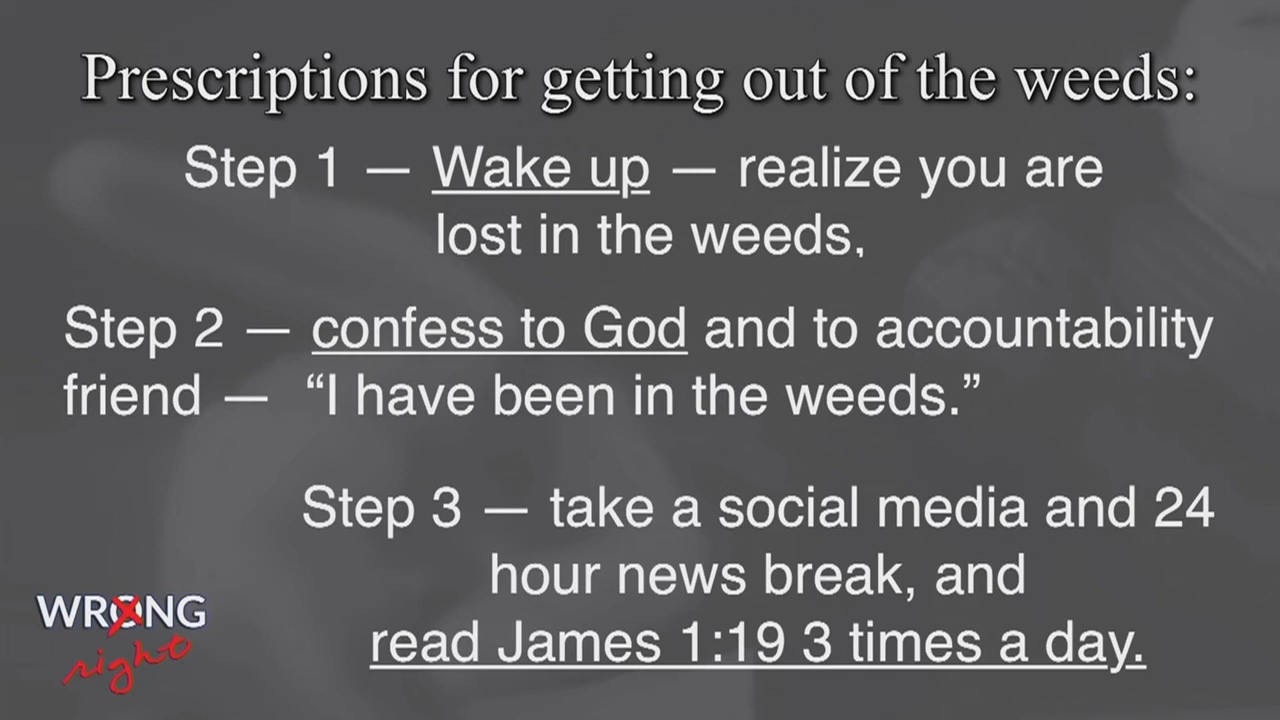 Prescriptions for getting out of the weeds:
Step 1 — Wake up — realize you are
lost in the weeds,
Step 2 — confess to God and to accountability
friend — “I have been in the weeds.”
Step 3 — take a social media and 24
hour news break, and
read James 1:19 3 times a day.
WRONG
right